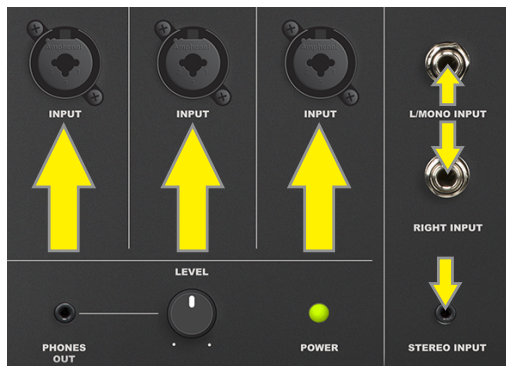 INPUT
INPUT
INPUT
L/MONO INPUT
RIGHT INPUT
LEVEL
PHONES
OUT
POWER
STEREO INPUT